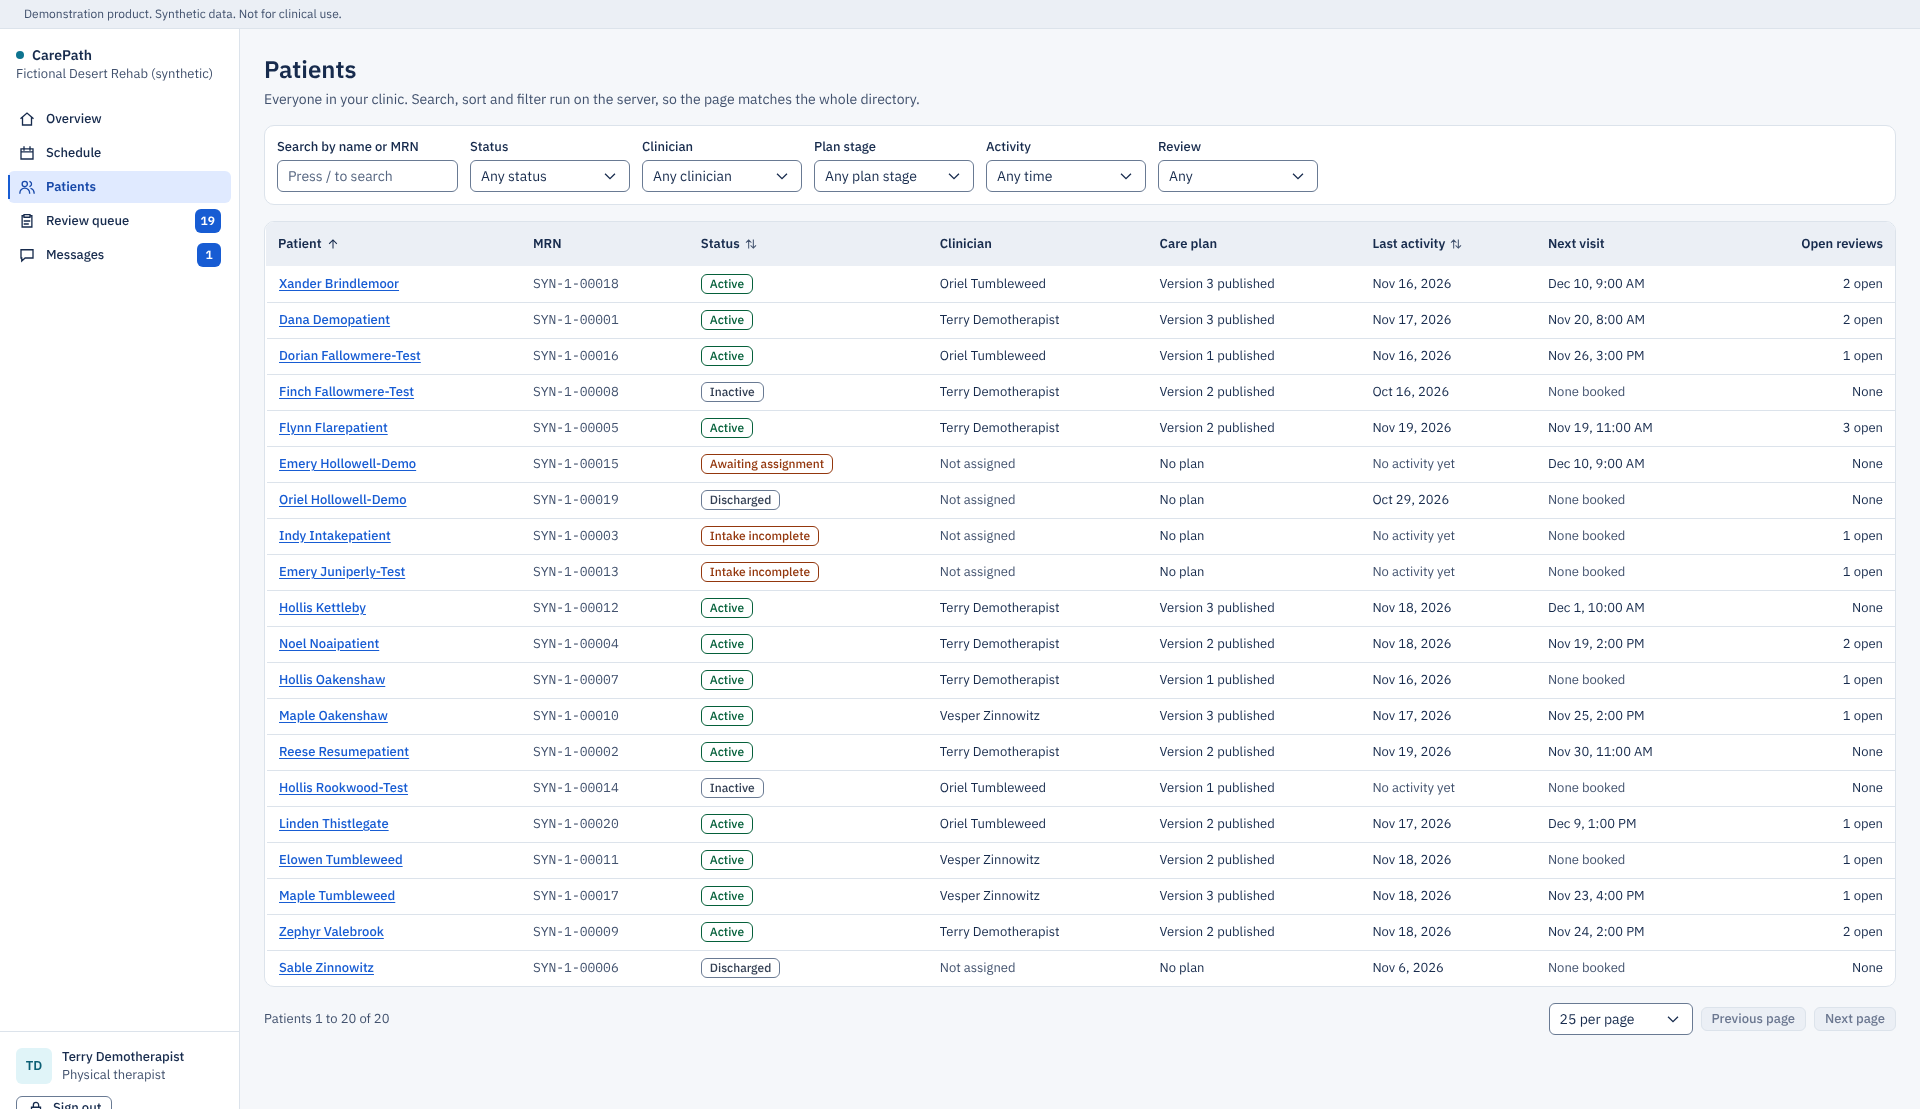 Demonstration product. Synthetic data. Not for clinical use.
CarePath
Fictional Desert Rehab (synthetic)
Overview
Schedule
Patients
Review queue 19
Messages 1
Terry Demotherapist
TD
Physical therapist
Sign out
Patients
Everyone in your clinic. Search, sort and filter run on the server, so the page matches the whole directory.
Search by name or MRN Status Clinician Plan stage Activity Review
Press / to search Any status Any clinician Any plan stage Any time Any
Patient MRN Status Clinician Care plan Last activity Next visit Open reviews
Xander Brindlemoor SYN-1-00018 Active Oriel Tumbleweed Version 3 published Nov 16, 2026 Dec 10, 9:00 AM 2 open
Dana Demopatient SYN-1-00001 Active Terry Demotherapist Version 3 published Nov 17, 2026 Nov 20, 8:00 AM 2 open
Dorian Fallowmere-Test SYN-1-00016 Active Oriel Tumbleweed Version 1 published Nov 16, 2026 Nov 26, 3:00 PM 1 open
Finch Fallowmere-Test SYN-1-00008 Inactive Terry Demotherapist Version 2 published Oct 16, 2026 None booked None
Flynn Flarepatient SYN-1-00005 Active Terry Demotherapist Version 2 published Nov 19, 2026 Nov 19, 11:00 AM 3 open
Emery Hollowell-Demo SYN-1-00015 Awaiting assignment Not assigned No plan No activity yet Dec 10, 9:00 AM None
Oriel Hollowell-Demo SYN-1-00019 Discharged Not assigned No plan Oct 29, 2026 None booked None
Indy Intakepatient SYN-1-00003 Intake incomplete Not assigned No plan No activity yet None booked 1 open
Emery Juniperly-Test SYN-1-00013 Intake incomplete Not assigned No plan No activity yet None booked 1 open
Hollis Kettleby SYN-1-00012 Active Terry Demotherapist Version 3 published Nov 18, 2026 Dec 1, 10:00 AM None
Noel Noaipatient SYN-1-00004 Active Terry Demotherapist Version 2 published Nov 18, 2026 Nov 19, 2:00 PM 2 open
Hollis Oakenshaw SYN-1-00007 Active Terry Demotherapist Version 1 published Nov 16, 2026 None booked 1 open
Maple Oakenshaw SYN-1-00010 Active Vesper Zinnowitz Version 3 published Nov 17, 2026 Nov 25, 2:00 PM 1 open
Reese Resumepatient SYN-1-00002 Active Terry Demotherapist Version 2 published Nov 19, 2026 Nov 30, 11:00 AM None
Hollis Rookwood-Test SYN-1-00014 Inactive Oriel Tumbleweed Version 1 published No activity yet None booked None
Linden Thistlegate SYN-1-00020 Active Oriel Tumbleweed Version 2 published Nov 17, 2026 Dec 9, 1:00 PM 1 open
Elowen Tumbleweed SYN-1-00011 Active Vesper Zinnowitz Version 2 published Nov 18, 2026 None booked 1 open
Maple Tumbleweed SYN-1-00017 Active Vesper Zinnowitz Version 3 published Nov 18, 2026 Nov 23, 4:00 PM 1 open
Zephyr Valebrook SYN-1-00009 Active Terry Demotherapist Version 2 published Nov 18, 2026 Nov 24, 2:00 PM 2 open
Sable Zinnowitz SYN-1-00006 Discharged Not assigned No plan Nov 6, 2026 None booked None
Patients 1 to 20 of 20 25 per page Previous page Next page